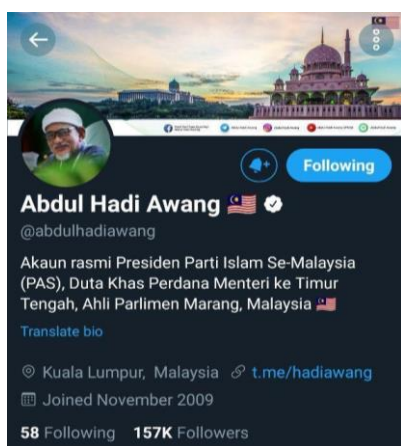 Following
Abdul Hadi Awang 🇲🇾
@abdulhadiawang
Akaun rasmi Presiden Parti Islam Se-Malaysia
(PAS), Duta Khas Perdana Menteri ke Timur
Tengah, Ahli Parlimen Marang, Malaysia 🇲🇾
Translate bio
Kuala Lumpur, Malaysia t.me/hadiawang
Joined November 2009
58 Following 157K Followers